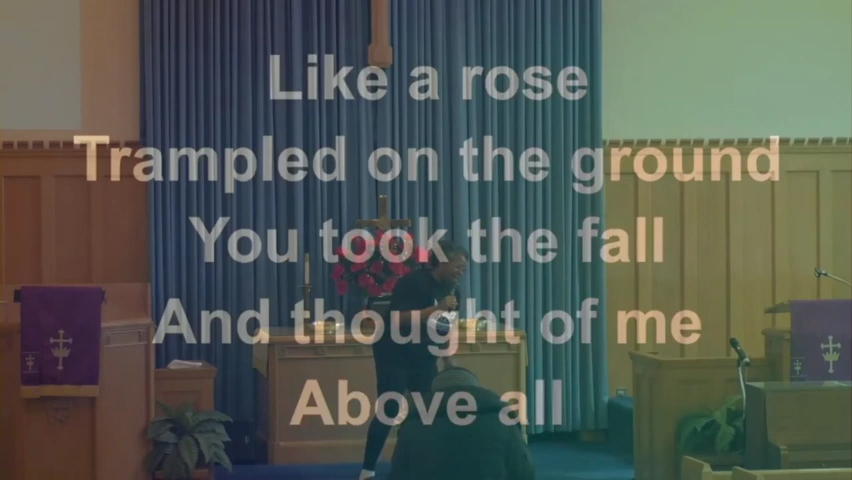 Like a rose
Trampled on the ground
You took the fall
And thought of me
Above all